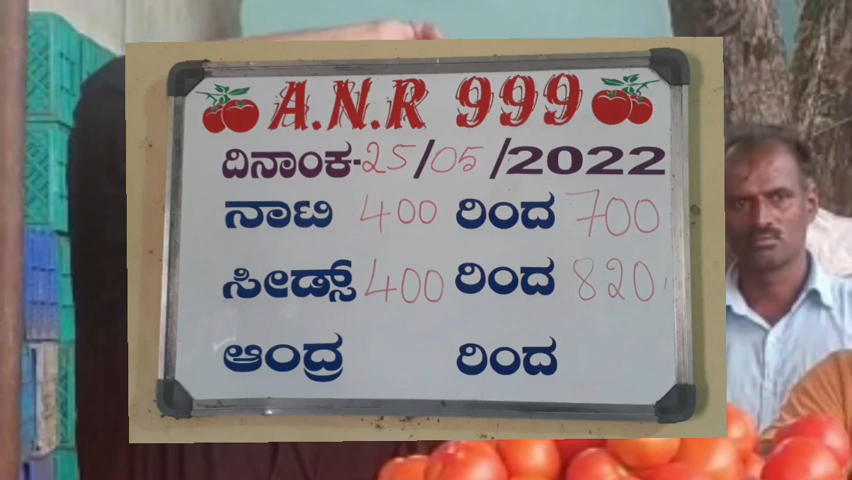 A.N.R 999
ದಿನಾಂಕ-25/05/2022
ನಾಟಿ 400 ರಿಂದ 700
ಸೀಡ್ಸ್ 400 ರಿಂದ 820
ಆಂಧ್ರ ರಿಂದ